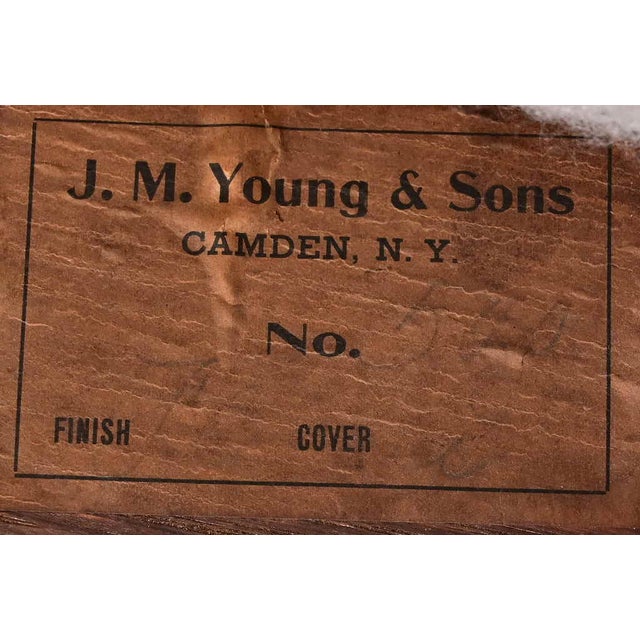 J. M. Young & Sons
CAMDEN, N. Y.
No.
FINISH COVER